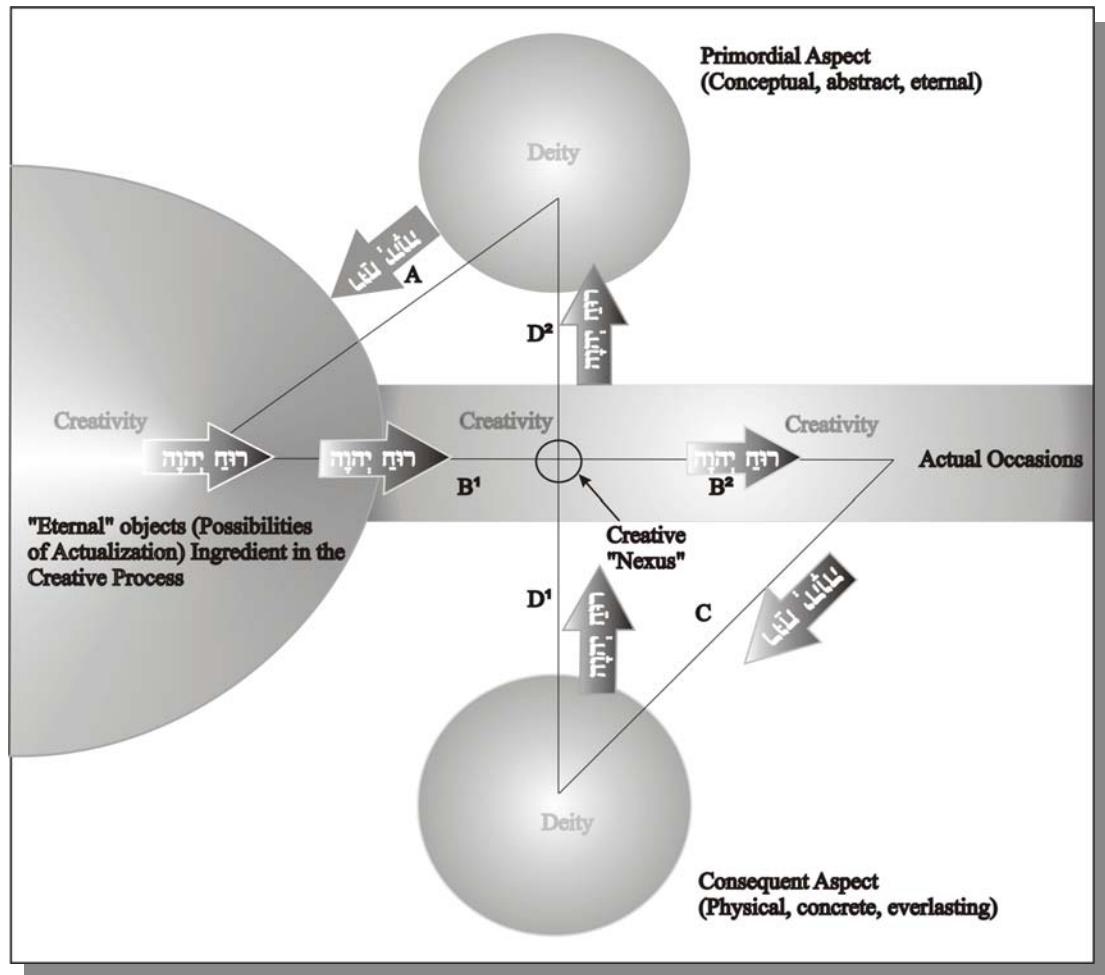 Primordial Aspect
(Conceptual, abstract, eternal)
Deity
A
D²
רוּחַ יְהוָה
Creativity
Creativity
Creativity
רוּחַ יְהוָה
רוּחַ יְהוָה
רוּחַ יְהוָה
Actual Occasions
B¹
B²
"Eternal" objects (Possibilities
of Actualization) Ingredient in the
Creative Process
Creative
"Nexus"
D¹
רוּחַ יְהוָה
C
Deity
Consequent Aspect
(Physical, concrete, everlasting)